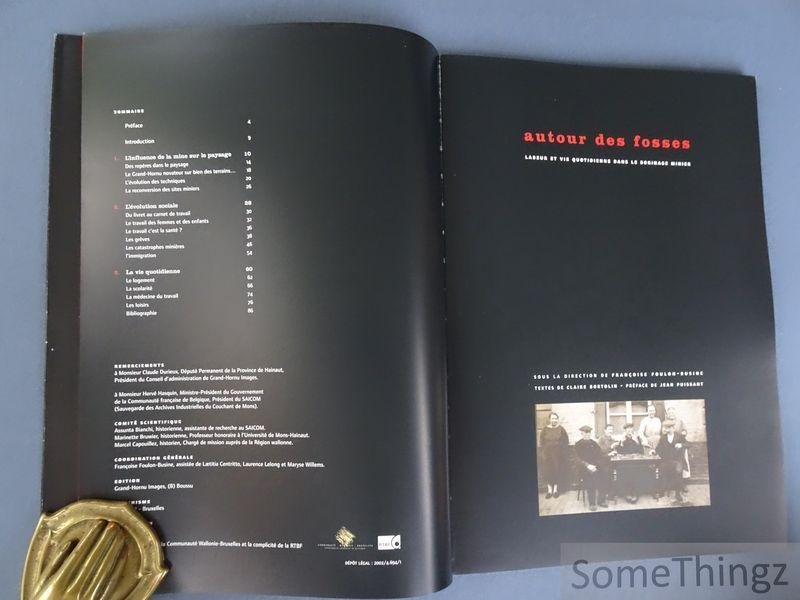 SOMMAIRE
Préface 4
Introduction 9
1. L'influence de la mine sur le paysage 10
Des repères dans le paysage 14
Le Grand-Hornu novateur sur bien des terrains... 18
L'évolution des techniques 20
La reconversion des sites miniers 26
2. L'évolution sociale 28
Du livret au carnet de travail 30
Le travail des femmes et des enfants 32
Le travail c'est la santé ? 36
Les grèves 38
Les catastrophes minières 46
l'immigration 54
La vie quotidienne 60
Le logement 62
La scolarité 66
La médecine du travail 74
Les loisirs 76
Bibliographie 86
REMERCIEMENTS
à Monsieur Claude Durieux, Député Permanent de la Province de Hainaut,
Président du Conseil d'administration de Grand-Hornu Images.
à Monsieur Hervé Hasquin, Ministre-Président du Gouvernement
de la Communauté française de Belgique, Président du SAICOM
(Sauvegarde des Archives Industrielles du Couchant de Mons).
COMITÉ SCIENTIFIQUE
Assunta Bianchi, historienne, assistante de recherche au SAICOM.
Marinette Bruwier, historienne, Professeur honoraire à l'Université de Mons-Hainaut.
Marcel Capouillez, historien, Chargé de mission auprès de la Région wallonne.
COORDINATION GÉNÉRALE
Françoise Foulon-Busine, assistée de Lætitia Centritto, Laurence Lelong et Maryse Willems.
EDITION
Grand-Hornu Images, (B) Boussu
Bruxelles
la Communauté Wallonie-Bruxelles et la complicité de la RTBF
DÉPÔT LÉGAL : 2002/4.694/1
autour des fosses
LABEUR ET VIE QUOTIDIENNE DANS LE BORINAGE MINIER
SOUS LA DIRECTION DE FRANÇOISE FOULON-BUSINE
TEXTES DE CLAIRE BORTOLIN - PRÉFACE DE JEAN PUISSANT
SomeThingz